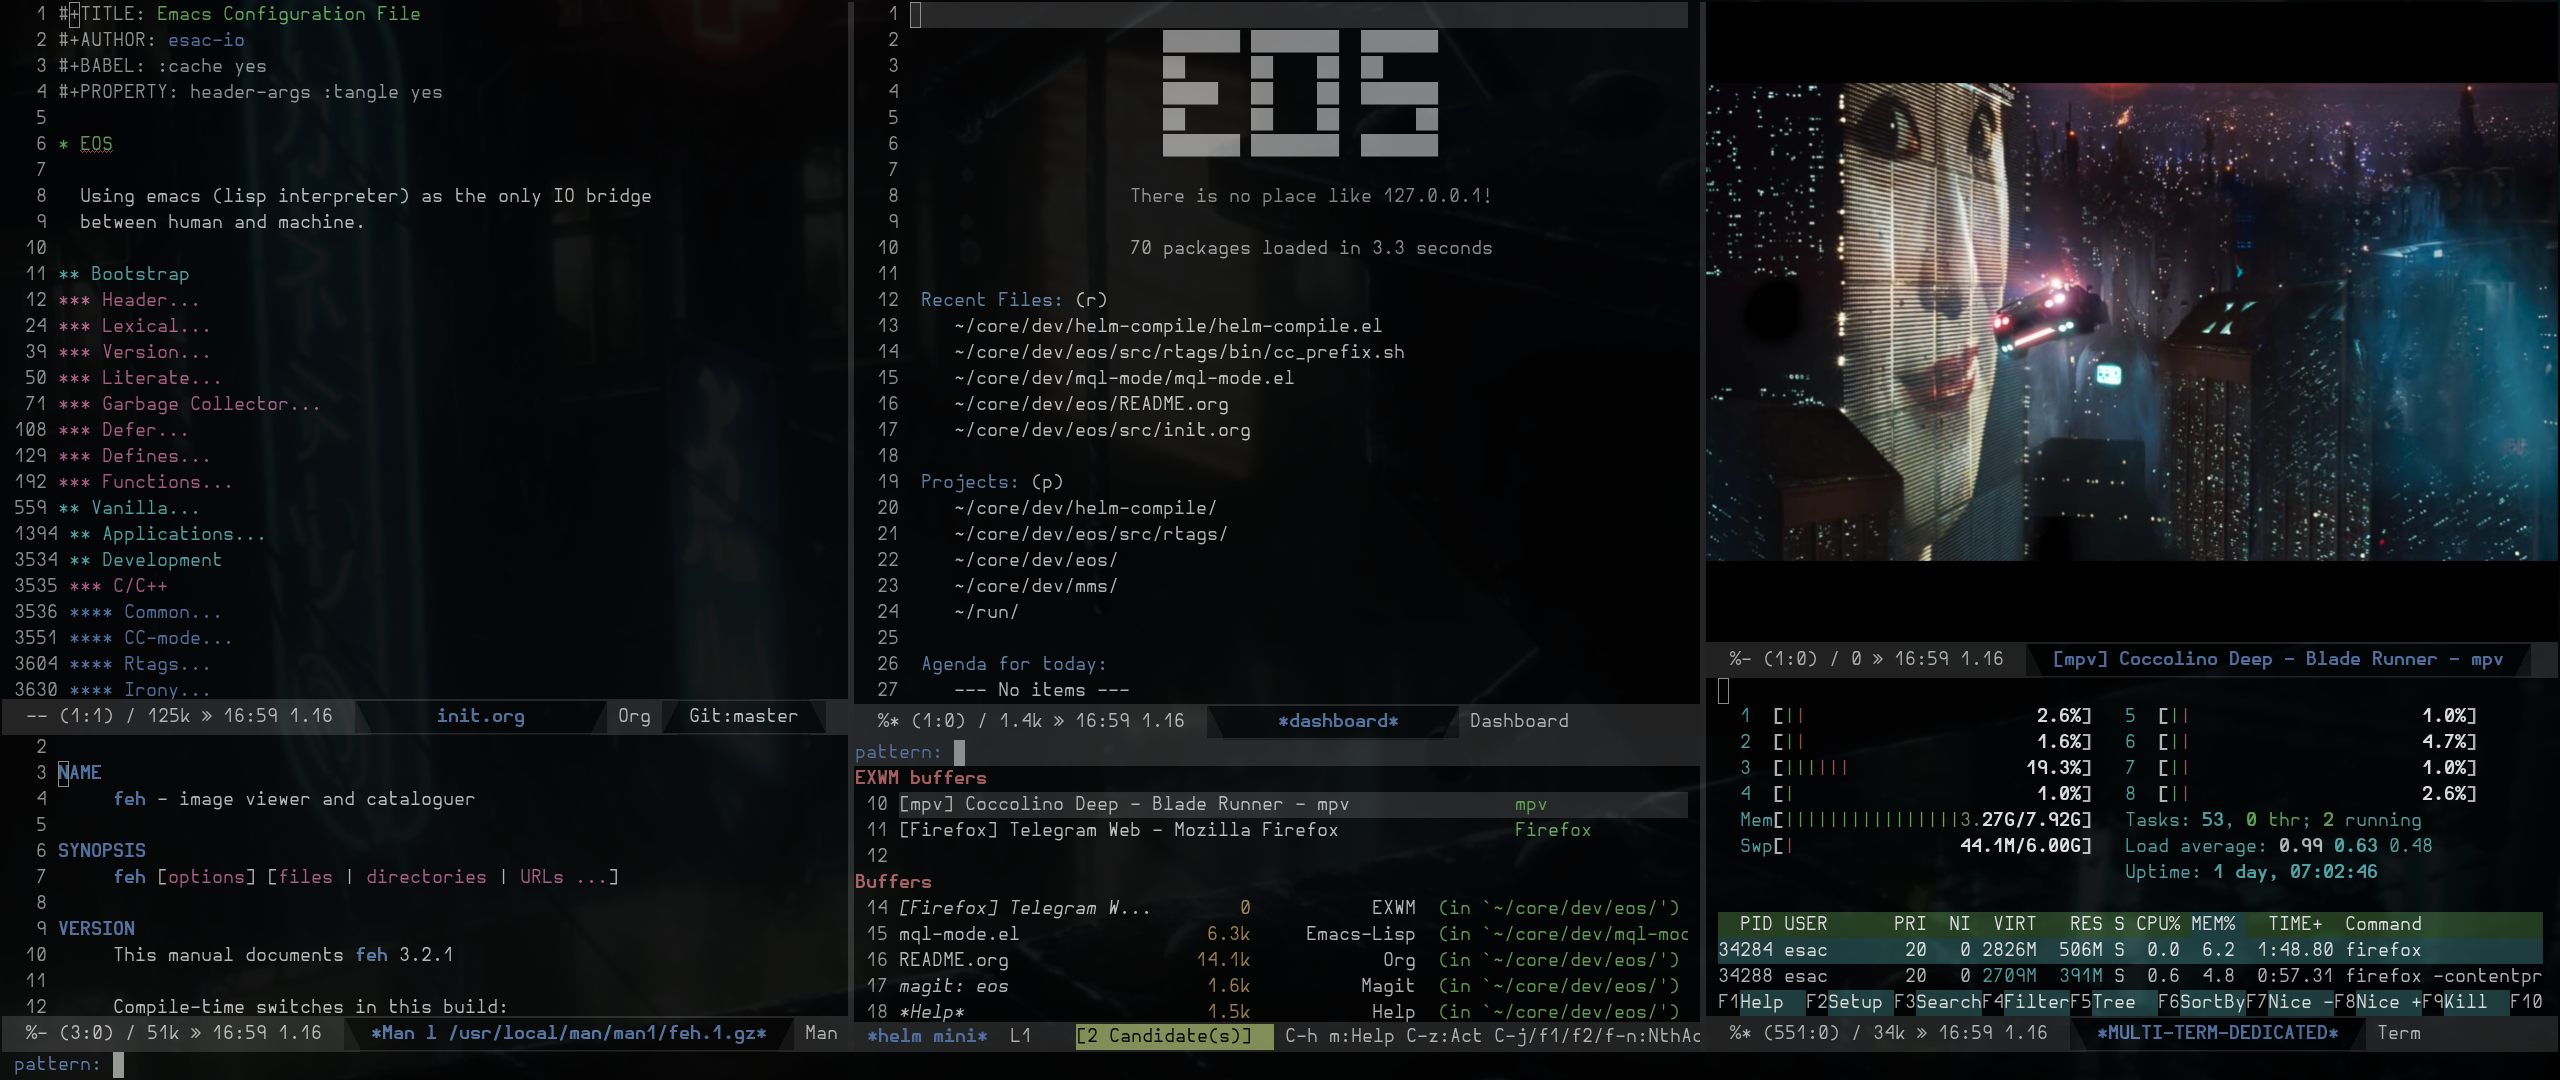 1 #+TITLE: Emacs Configuration File
2 #+AUTHOR: esac-io
3 #+BABEL: :cache yes
4 #+PROPERTY: header-args :tangle yes
5
6 * EOS
7
8 Using emacs (lisp interpreter) as the only IO bridge
9 between human and machine.
10
11 ** Bootstrap
12 *** Header...
24 *** Lexical...
39 *** Version...
50 *** Literate...
71 *** Garbage Collector...
108 *** Defer...
129 *** Defines...
192 *** Functions...
559 ** Vanilla...
1394 ** Applications...
3534 ** Development
3535 *** C/C++
3536 **** Common...
3551 **** CC-mode...
3604 **** Rtags...
3630 **** Irony...
-- (1:1) / 125k » 16:59 1.16 init.org Org Git:master
2
3 NAME
4 feh - image viewer and cataloguer
5
6 SYNOPSIS
7 feh [options] [files | directories | URLs ...]
8
9 VERSION
10 This manual documents feh 3.2.1
11
12 Compile-time switches in this build:
%- (3:0) / 51k » 16:59 1.16 *Man l /usr/local/man/man1/feh.1.gz* Man
pattern:
1
2
3
4
5
6
EOS
7
8 There is no place like 127.0.0.1!
9
10 70 packages loaded in 3.3 seconds
11
12 Recent Files: (r)
13 ~/core/dev/helm-compile/helm-compile.el
14 ~/core/dev/eos/src/rtags/bin/cc_prefix.sh
15 ~/core/dev/mql-mode/mql-mode.el
16 ~/core/dev/eos/README.org
17 ~/core/dev/eos/src/init.org
18
19 Projects: (p)
20 ~/core/dev/helm-compile/
21 ~/core/dev/eos/src/rtags/
22 ~/core/dev/eos/
23 ~/core/dev/mms/
24 ~/run/
25
26 Agenda for today:
27 --- No items ---
%* (1:0) / 1.4k » 16:59 1.16 *dashboard* Dashboard
pattern:
EXWM buffers
10 [mpv] Coccolino Deep - Blade Runner - mpv mpv
11 [Firefox] Telegram Web - Mozilla Firefox Firefox
12
Buffers
14 [Firefox] Telegram W... 0 EXWM (in `~/core/dev/eos/')
15 mql-mode.el 6.3k Emacs-Lisp (in `~/core/dev/mql-moc
16 README.org 14.1k Org (in `~/core/dev/eos/')
17 magit: eos 1.6k Magit (in `~/core/dev/eos/')
18 *Help* 1.5k Help (in `~/core/dev/eos/')
*helm mini* L1 [2 Candidate(s)] C-h m:Help C-z:Act C-j/f1/f2/f-n:NthAc
%- (1:0) / 0 » 16:59 1.16 [mpv] Coccolino Deep - Blade Runner - mpv
1 [|| 2.6%] 5 [|| 1.0%]
2 [|| 1.6%] 6 [|| 4.7%]
3 [|||||| 19.3%] 7 [|| 1.0%]
4 [| 1.0%] 8 [|| 2.6%]
Mem[||||||||||||||||3.27G/7.92G] Tasks: 53, 0 thr; 2 running
Swp[| 44.1M/6.00G] Load average: 0.99 0.63 0.48
Uptime: 1 day, 07:02:46
PID USER PRI NI VIRT RES S CPU% MEM% TIME+ Command
34284 esac 20 0 2826M 506M S 0.0 6.2 1:48.80 firefox
34288 esac 20 0 2709M 391M S 0.6 4.8 0:57.31 firefox -contentpr
F1Help F2Setup F3SearchF4FilterF5Tree F6SortByF7Nice -F8Nice +F9Kill F10
%* (551:0) / 34k » 16:59 1.16 *MULTI-TERM-DEDICATED* Term